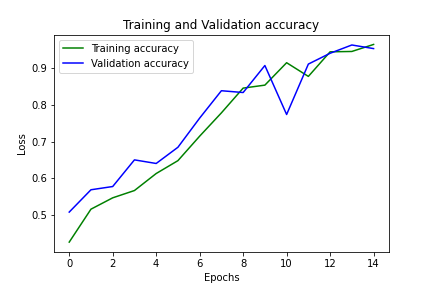 Training and Validation accuracy
Training accuracy
Validation accuracy
Loss
0.9
0.8
0.7
0.6
0.5
0 2 4 6 8 10 12 14
Epochs